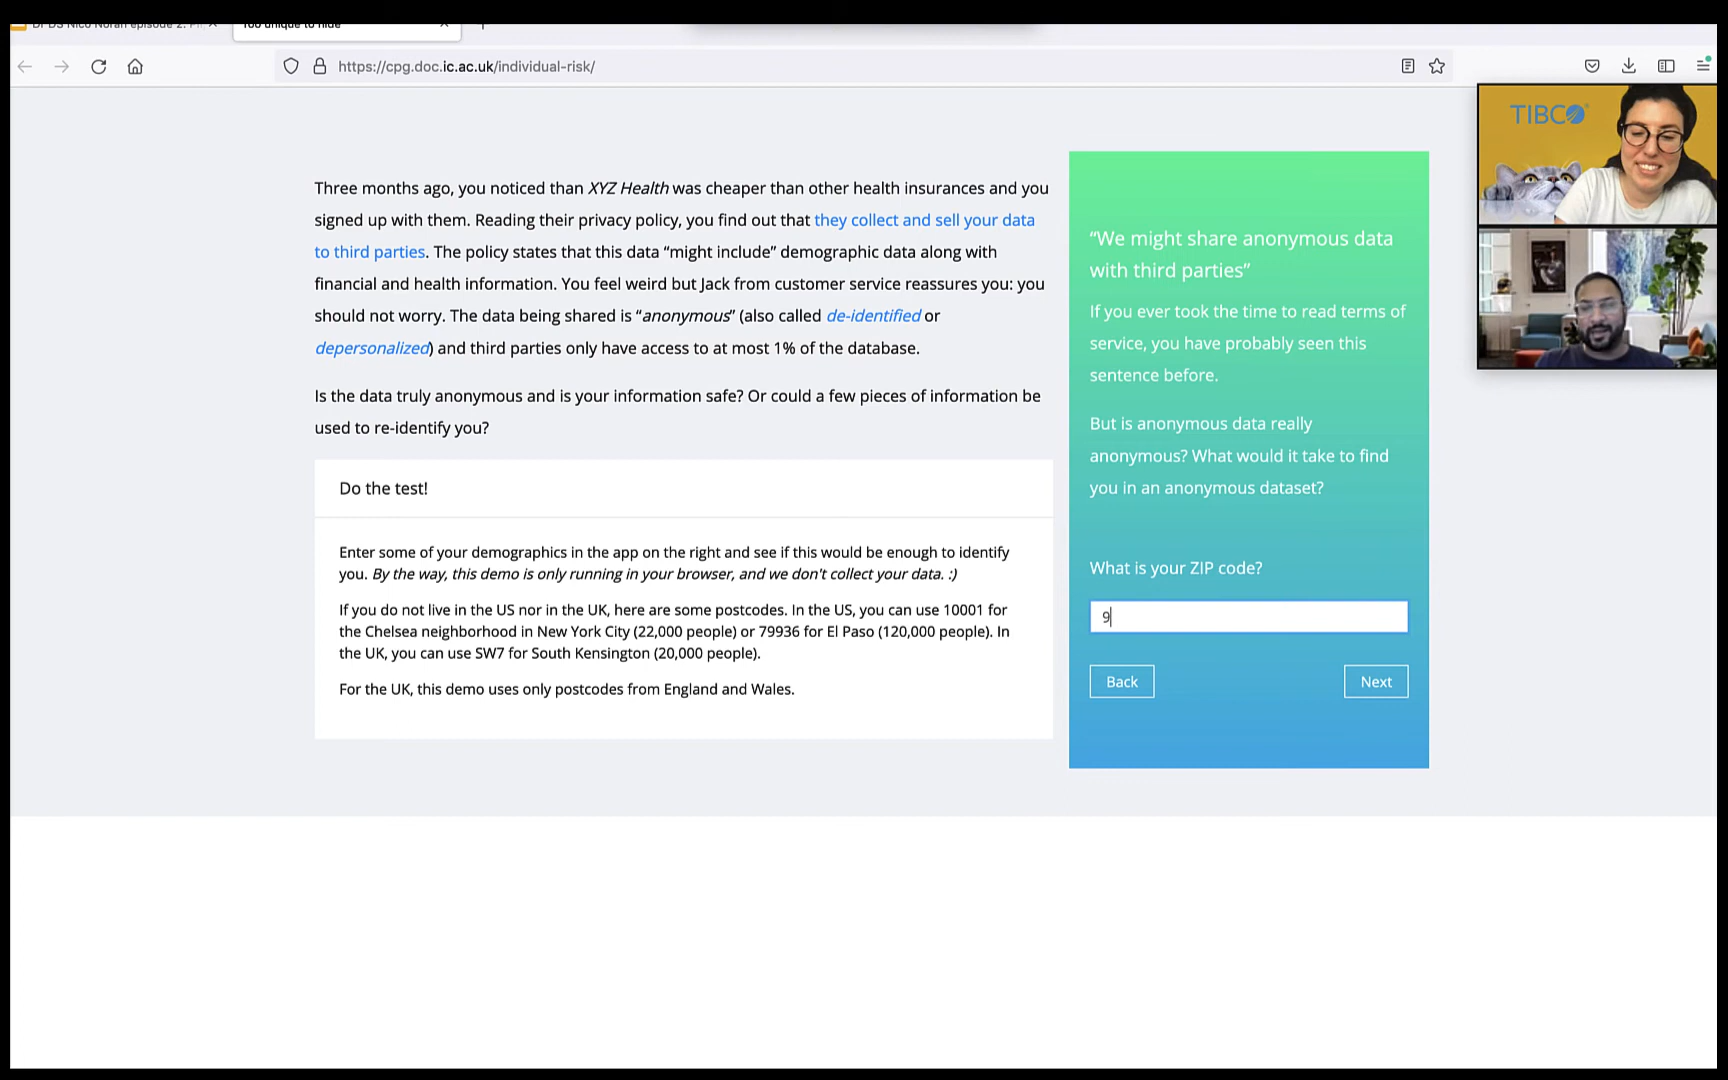 https://cpg.doc.ic.ac.uk/individual-risk/
TIBCO
Three months ago, you noticed than XYZ Health was cheaper than other health insurances and you
signed up with them. Reading their privacy policy, you find out that they collect and sell your data
to third parties. The policy states that this data “might include” demographic data along with
financial and health information. You feel weird but Jack from customer service reassures you: you
should not worry. The data being shared is “anonymous” (also called de-identified or
depersonalized) and third parties only have access to at most 1% of the database.
Is the data truly anonymous and is your information safe? Or could a few pieces of information be
used to re-identify you?
Do the test!
Enter some of your demographics in the app on the right and see if this would be enough to identify
you. By the way, this demo is only running in your browser, and we don't collect your data. :)
If you do not live in the US nor in the UK, here are some postcodes. In the US, you can use 10001 for
the Chelsea neighborhood in New York City (22,000 people) or 79936 for El Paso (120,000 people). In
the UK, you can use SW7 for South Kensington (20,000 people).
For the UK, this demo uses only postcodes from England and Wales.
“We might share anonymous data
with third parties”
If you ever took the time to read terms of
service, you have probably seen this
sentence before.
But is anonymous data really
anonymous? What would it take to find
you in an anonymous dataset?
What is your ZIP code?
9
Back
Next